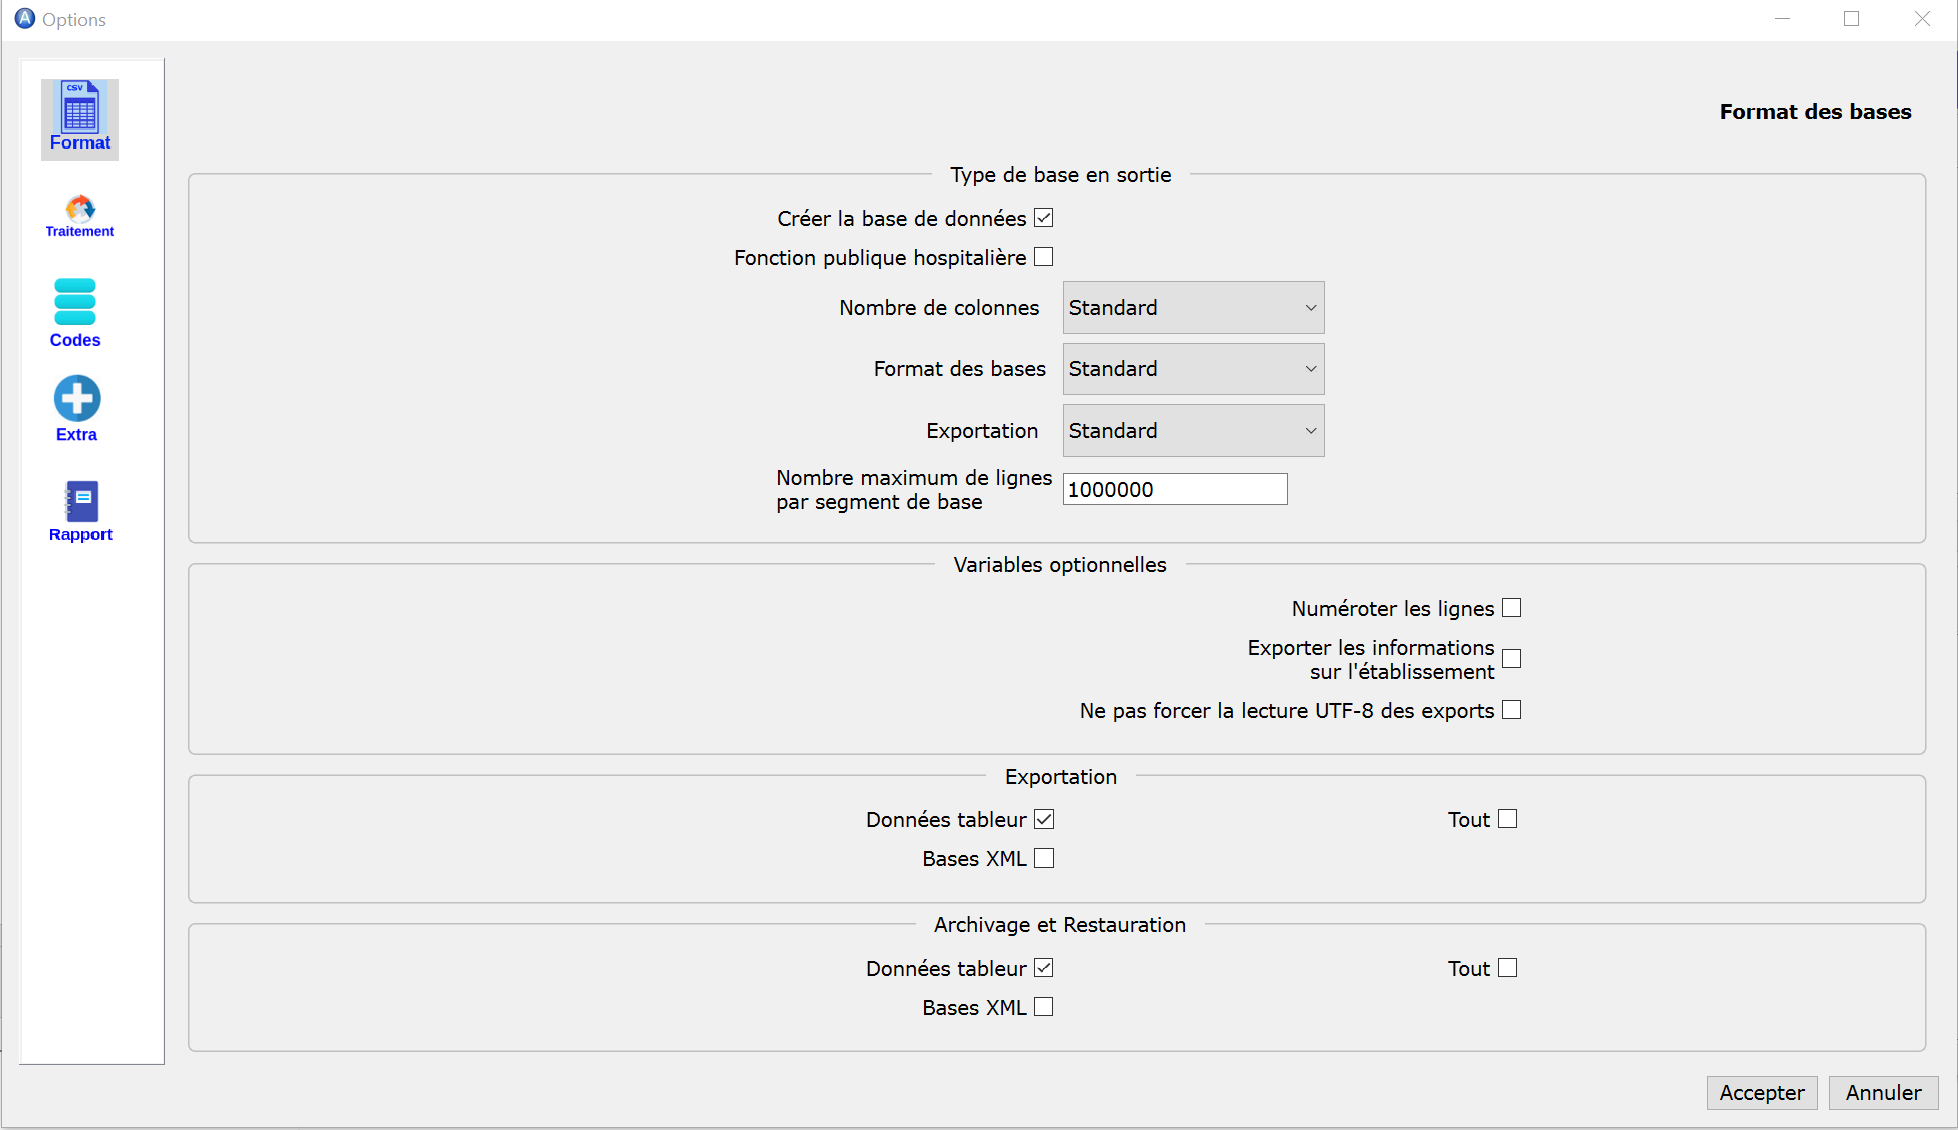 Options
CSV
Format
Traitement
Codes
Extra
Rapport
Format des bases
Type de base en sortie
Créer la base de données
Fonction publique hospitalière
Nombre de colonnes Standard
Format des bases Standard
Exportation Standard
Nombre maximum de lignes
par segment de base
1000000
Variables optionnelles
Numéroter les lignes
Exporter les informations
sur l'établissement
Ne pas forcer la lecture UTF-8 des exports
Exportation
Données tableur Tout
Bases XML
Archivage et Restauration
Données tableur Tout
Bases XML
Accepter Annuler